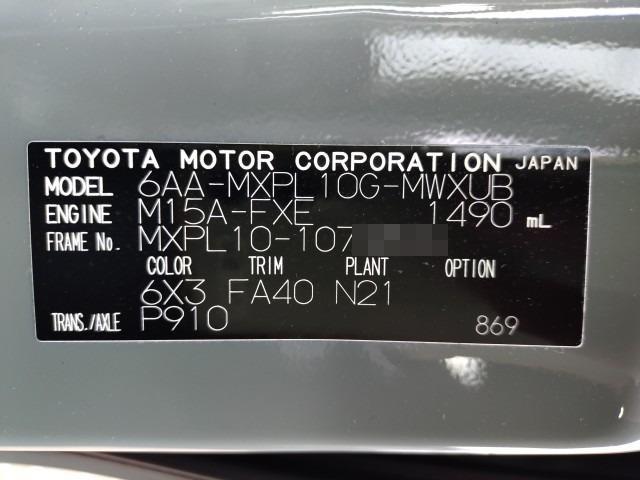 TOYOTA MOTOR CORPORATION JAPAN
MODEL 6AA-MXPL10G-MWXUB
ENGINE M15A-FXE 1490 mL
FRAME No. MXPL10-107
COLOR TRIM PLANT OPTION
6X3 FA40 N21
TRANS./AXLE P910 869